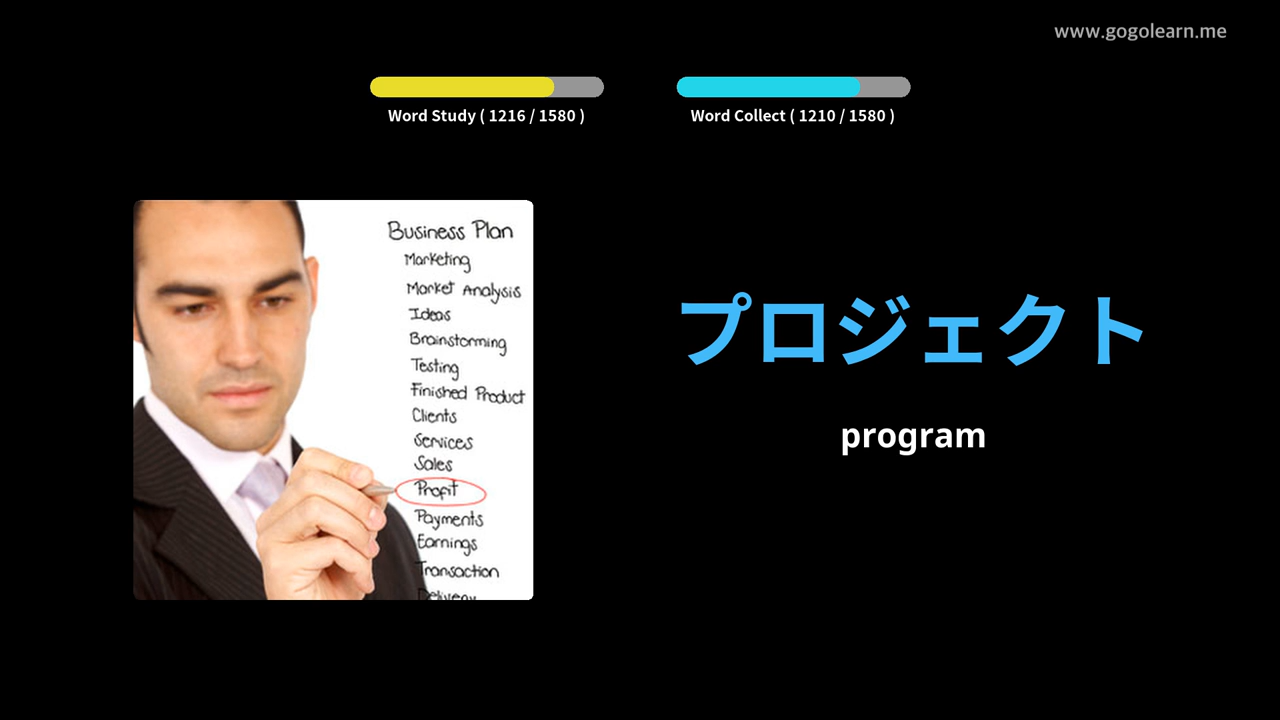 www.gogolearn.me
Word Study ( 1216 / 1580 )
Word Collect ( 1210 / 1580 )
Business Plan
Marketing
Market Analysis
Ideas
Brainstorming
Testing
Finished Product
Clients
Services
Sales
Profit
Payments
Earnings
Transaction
Delivery
プロジェクト
program